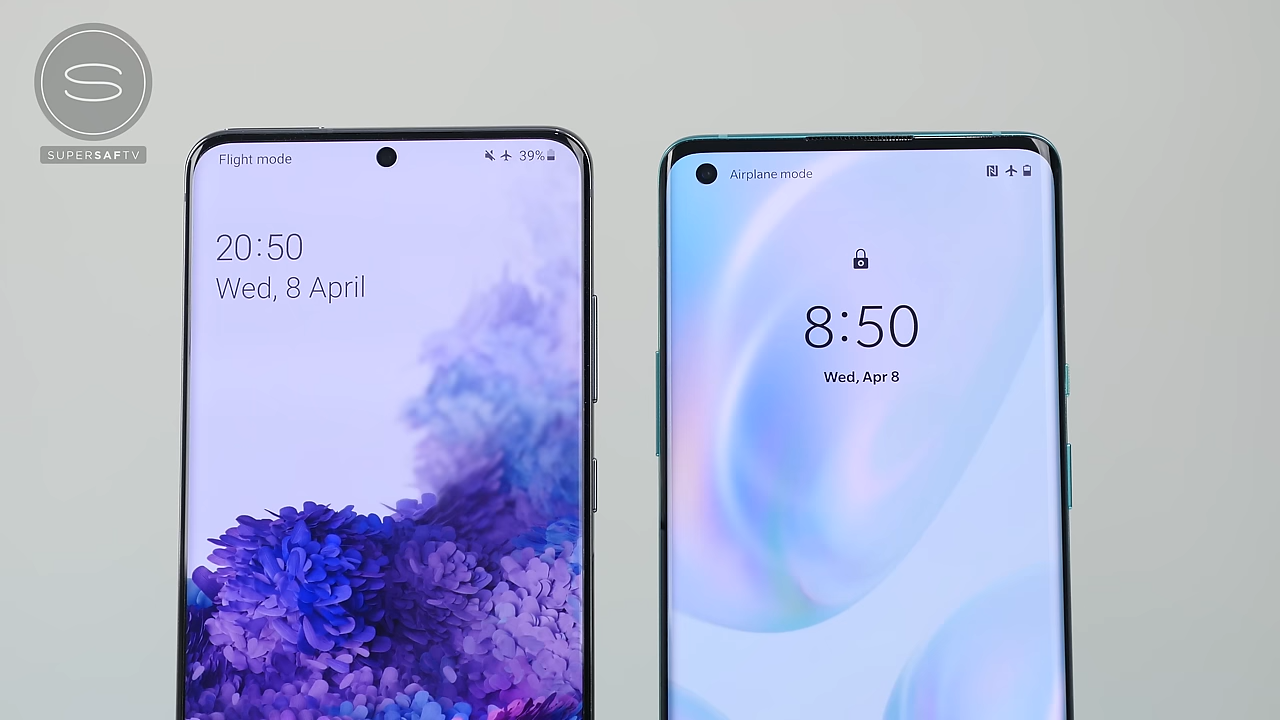 SUPERSAFTV
Flight mode
39%
20:50
Wed, 8 April
Airplane mode
8:50
Wed, Apr 8